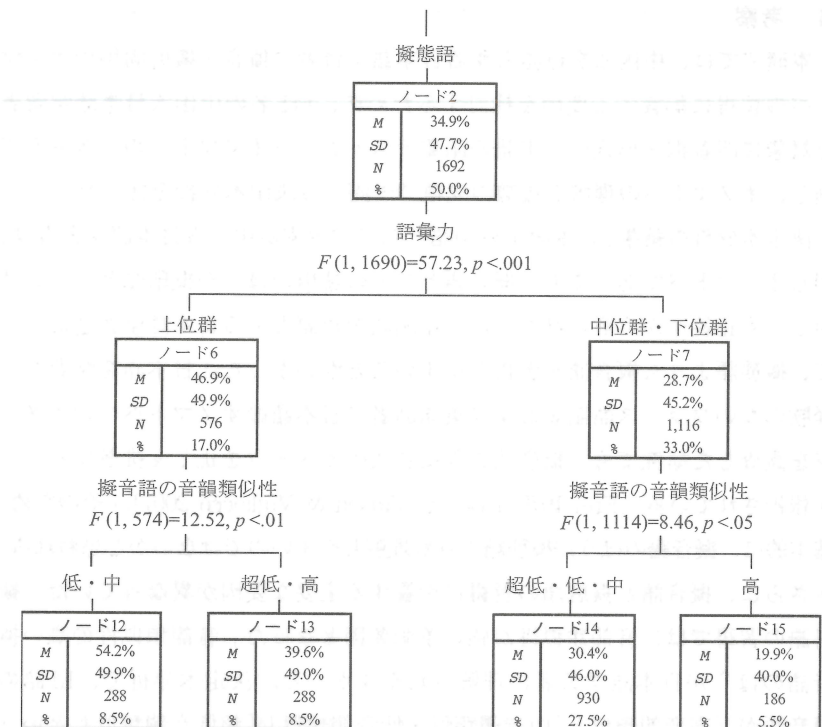 擬態語
ノード2
M 34.9%
SD 47.7%
N 1692
% 50.0%
語彙力
F (1, 1690)=57.23, p <.001
上位群 中位群・下位群
ノード6 ノード7
M 46.9% M 28.7%
SD 49.9% SD 45.2%
N 576 N 1,116
% 17.0% % 33.0%
擬音語の音韻類似性 擬音語の音韻類似性
F (1, 574)=12.52, p <.01 F (1, 1114)=8.46, p <.05
低・中 超低・高 超低・低・中 高
ノード12 ノード13 ノード14 ノード15
M 54.2% M 39.6% M 30.4% M 19.9%
SD 49.9% SD 49.0% SD 46.0% SD 40.0%
N 288 N 288 N 930 N 186
% 8.5% % 8.5% % 27.5% % 5.5%